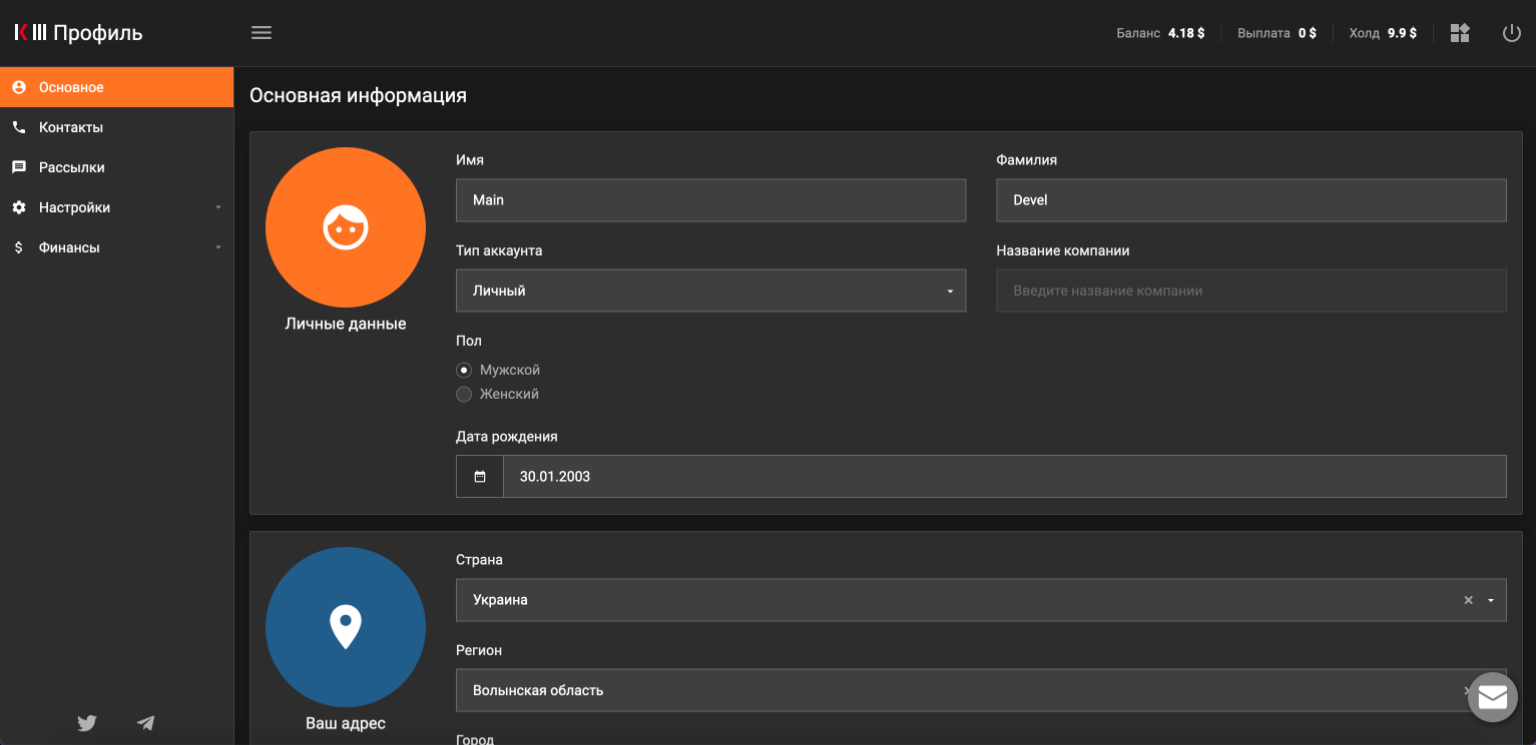 Профиль
Баланс 4.18 $ Выплата 0 $ Холд 9.9 $
Основное
Контакты
Рассылки
Настройки
$ Финансы
Основная информация
Личные данные
Имя
Main
Фамилия
Devel
Тип аккаунта
Личный
Название компании
Введите название компании
Пол
Мужской
Женский
Дата рождения
30.01.2003
Ваш адрес
Страна
Украина
Регион
Волынская область
Город